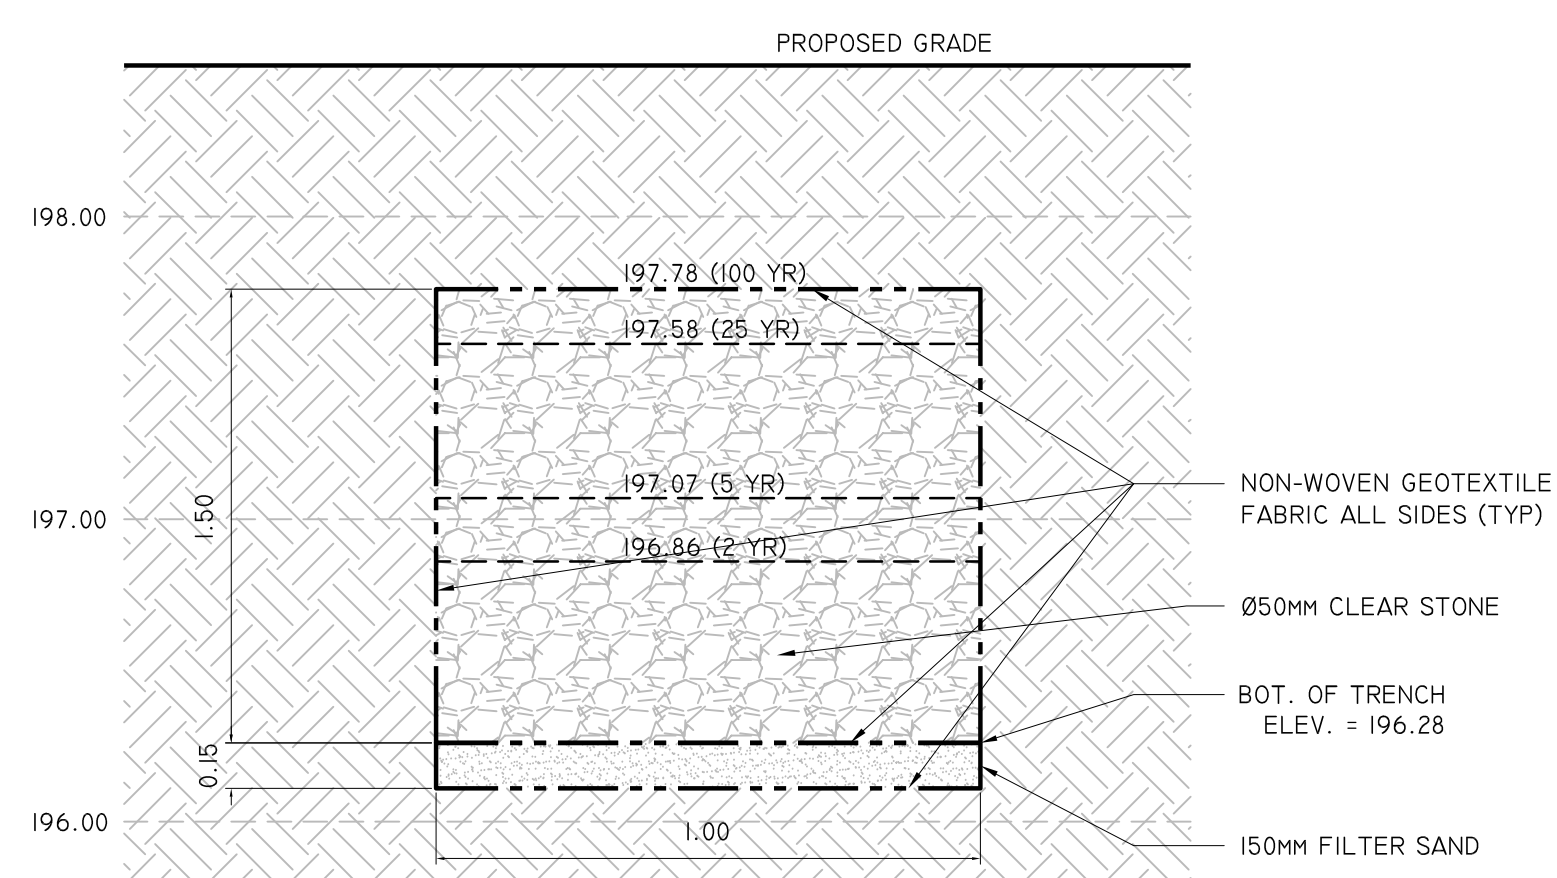 PROPOSED GRADE
198.00
197.78 (100 YR)
197.58 (25 YR)
197.07 (5 YR)
NON-WOVEN GEOTEXTILE
FABRIC ALL SIDES (TYP)
1.50
197.00
196.86 (2 YR)
Ø50MM CLEAR STONE
BOT. OF TRENCH
ELEV. = 196.28
0.15
196.00
1.00
150MM FILTER SAND